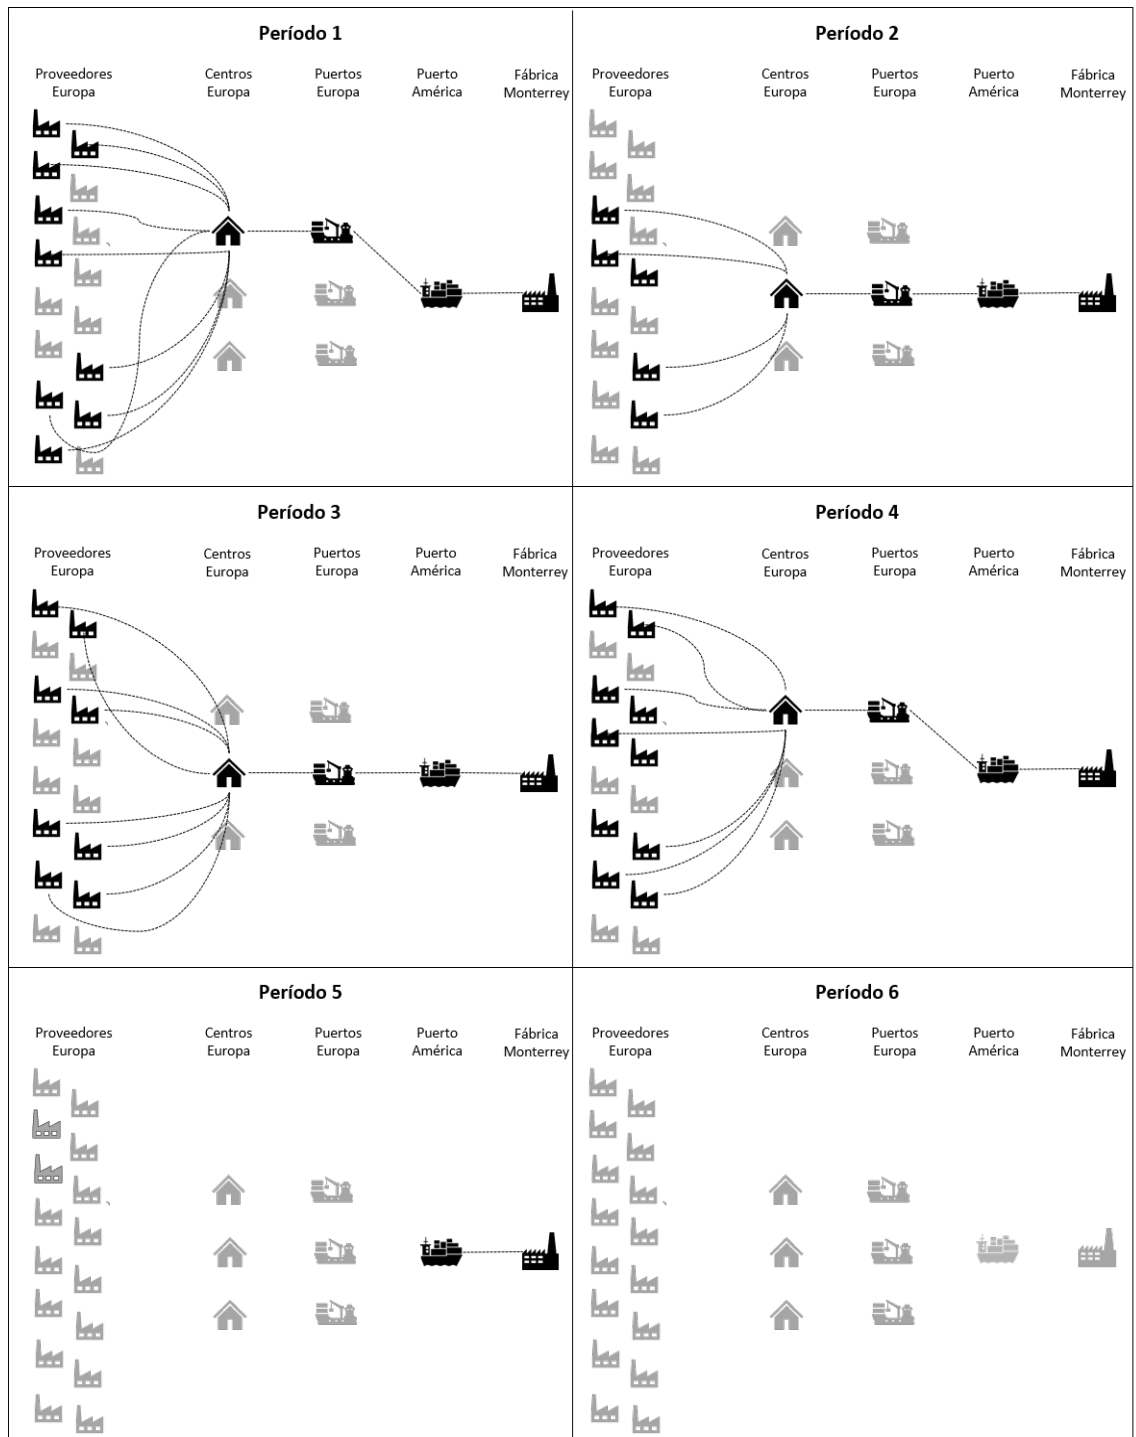 Período 1
Proveedores Europa
Centros Europa
Puertos Europa
Puerto América
Fábrica Monterrey
Período 2
Proveedores Europa
Centros Europa
Puertos Europa
Puerto América
Fábrica Monterrey
Período 3
Proveedores Europa
Centros Europa
Puertos Europa
Puerto América
Fábrica Monterrey
Período 4
Proveedores Europa
Centros Europa
Puertos Europa
Puerto América
Fábrica Monterrey
Período 5
Proveedores Europa
Centros Europa
Puertos Europa
Puerto América
Fábrica Monterrey
Período 6
Proveedores Europa
Centros Europa
Puertos Europa
Puerto América
Fábrica Monterrey